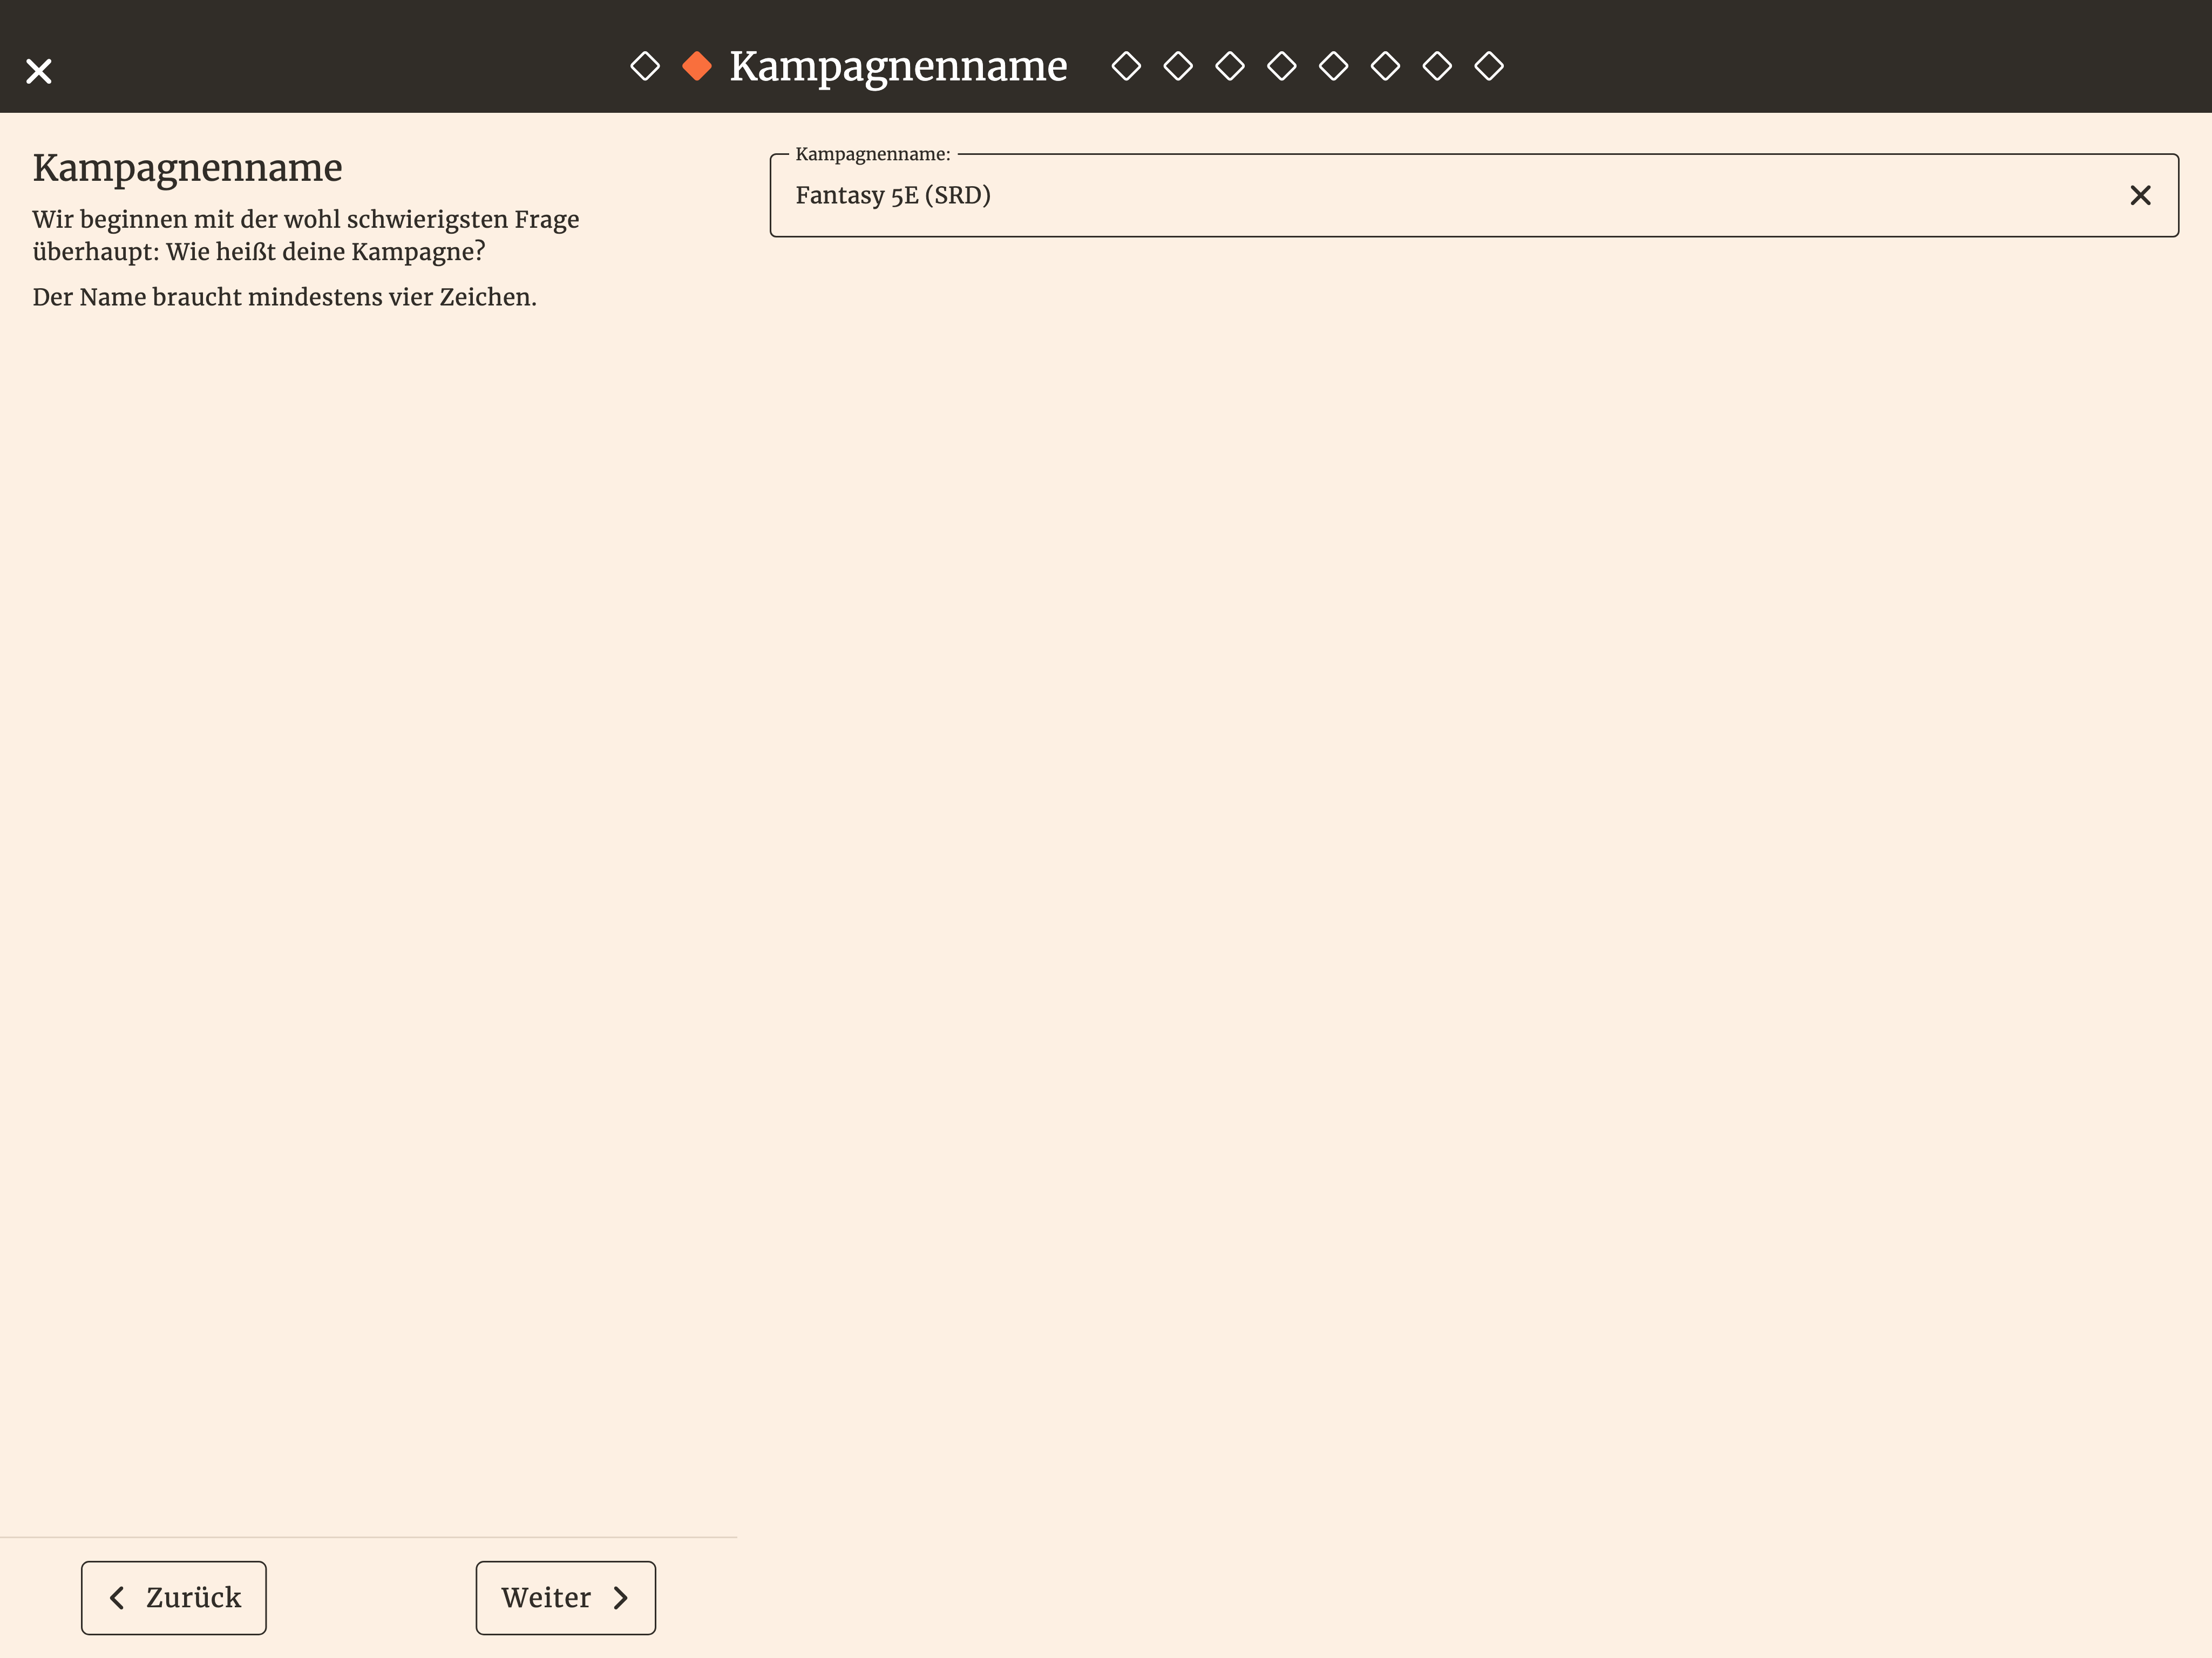 Kampagnenname
Kampagnenname
Wir beginnen mit der wohl schwierigsten Frage
überhaupt: Wie heißt deine Kampagne?
Der Name braucht mindestens vier Zeichen.
Kampagnenname:
Fantasy 5E (SRD)
Zurück
Weiter